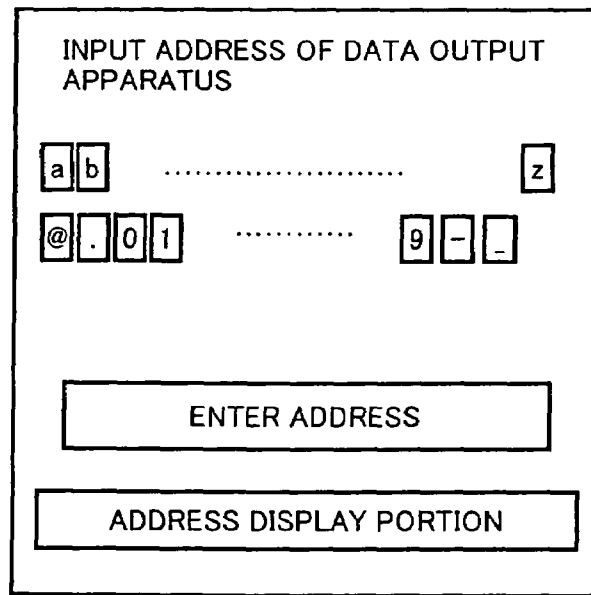 INPUT ADDRESS OF DATA OUTPUT
APPARATUS
a b ........................ z
@ . 0 1 ............ 9 - _
ENTER ADDRESS
ADDRESS DISPLAY PORTION